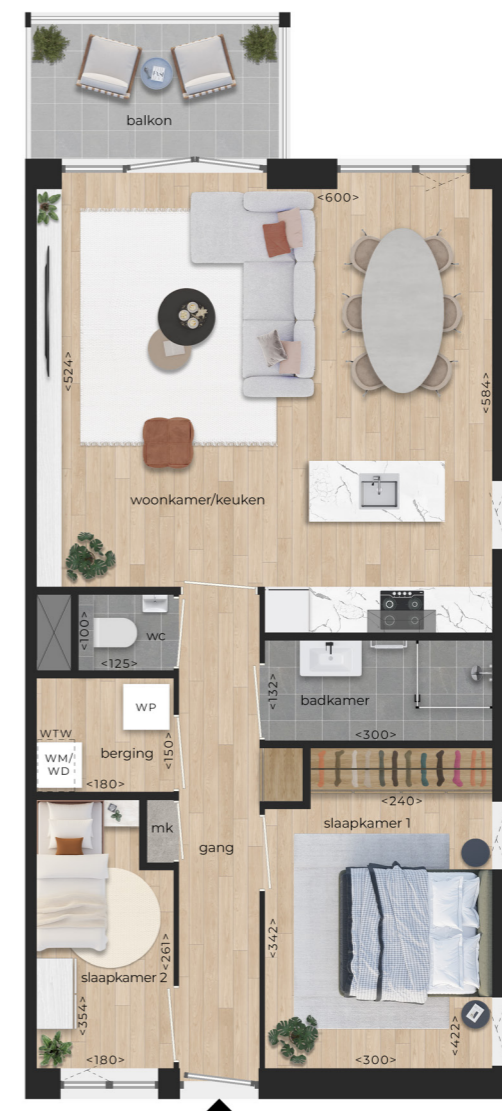 balkon
<600>
<524>
<584>
woonkamer/keuken
<100>
wc
<125>
<132>
badkamer
<300>
WP
WTW
berging
<150>
WM/
WD
<180>
<240>
mk
slaapkamer 1
gang
<342>
<261>
slaapkamer 2
<354>
<422>
<180>
<300>